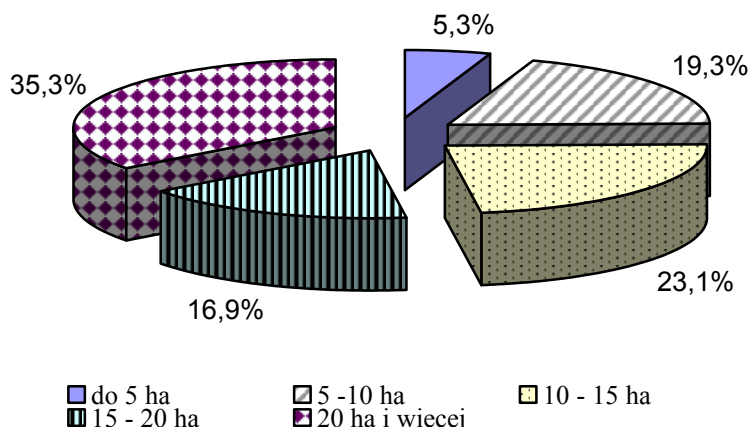 5,3%
35,3%
19,3%
16,9%
23,1%
do 5 ha
5 -10 ha
10 - 15 ha
15 - 20 ha
20 ha i wiecej